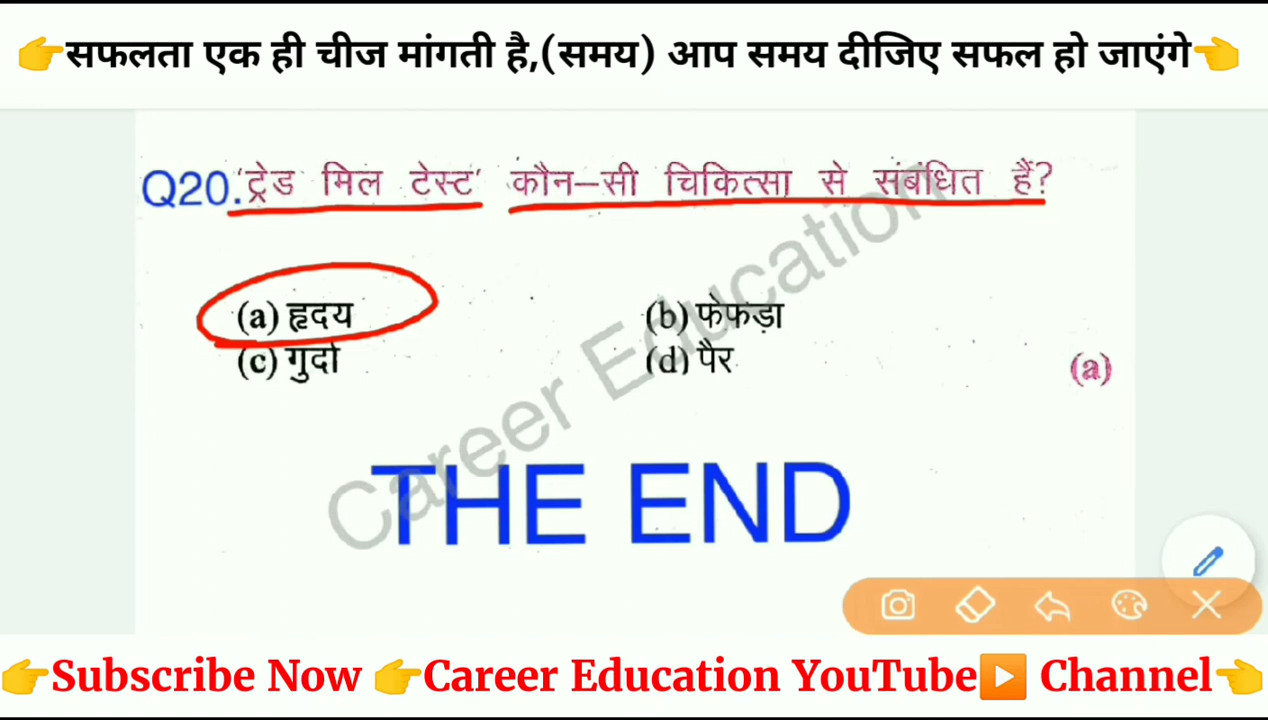 👉सफलता एक ही चीज मांगती है,(समय) आप समय दीजिए सफल हो जाएंगे👈
Q20.'ट्रेड मिल टेस्ट' कौन-सी चिकित्सा से संबंधित हैं?
(a) हृदय (b) फेफड़ा
(c) गुर्दा (d) पैर (a)
Career Education
THE END
👉Subscribe Now 👉Career Education YouTube▶️ Channel👈